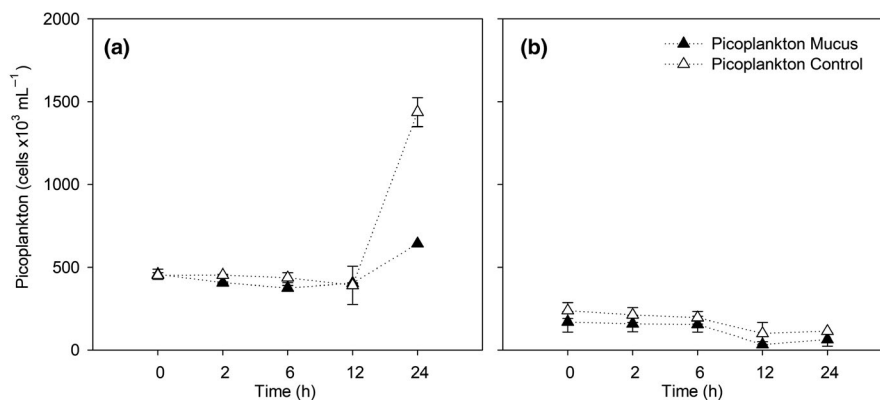 (a)
(b)
Picoplankton Mucus
Picoplankton Control
Picoplankton (cells x10³ mL⁻¹)
2000
1500
1000
500
0
0 2 6 12 24
0 2 6 12 24
Time (h)
Time (h)